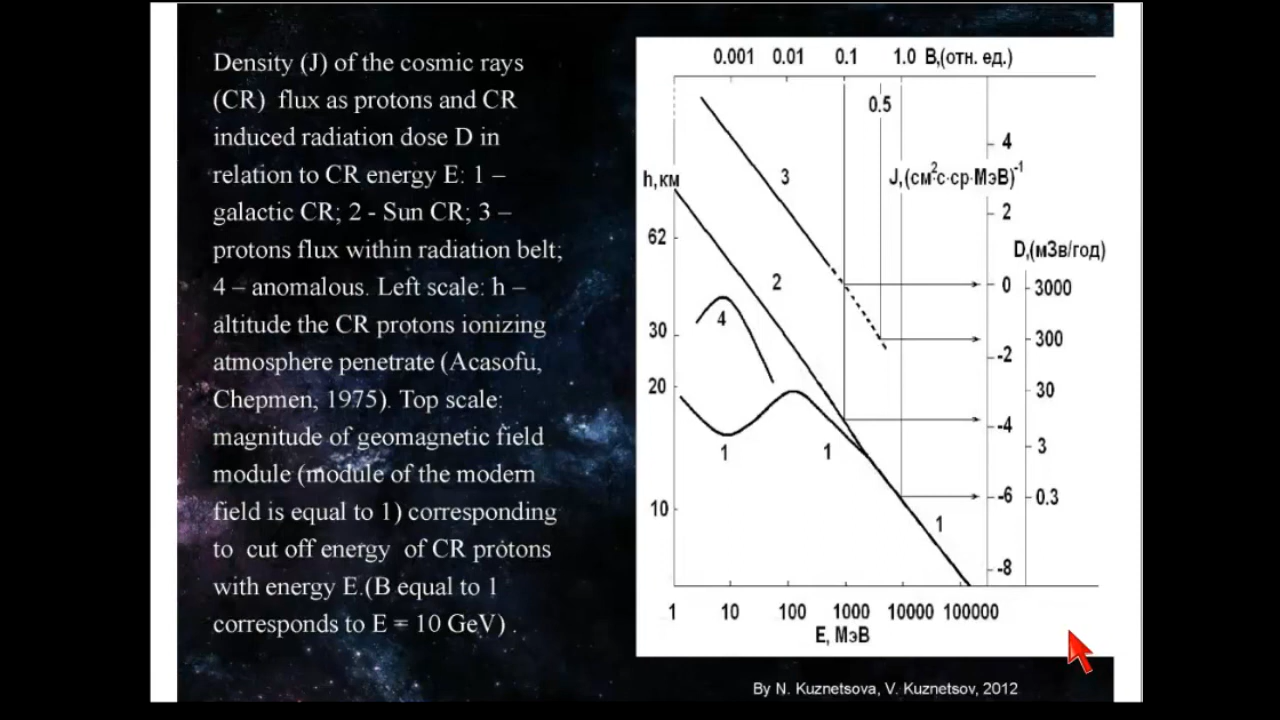 Density (J) of the cosmic rays
(CR) flux as protons and CR
induced radiation dose D in
relation to CR energy E: 1 –
galactic CR; 2 - Sun CR; 3 –
protons flux within radiation belt;
4 – anomalous. Left scale: h –
altitude the CR protons ionizing
atmosphere penetrate (Acasofu,
Chepmen, 1975). Top scale:
magnitude of geomagnetic field
module (module of the modern
field is equal to 1) corresponding
to cut off energy of CR protons
with energy E.(B equal to 1
corresponds to E = 10 GeV) .
0.001 0.01 0.1 1.0 B,(отн. ед.)
0.5
4
h,км
3
J,(см²с·ср·МэВ)⁻¹
2
62
D,(мЗв/год)
2
0
3000
4
30
300
-2
20
30
-4
1
1
3
10
-6
0.3
1
-8
1 10 100 1000 10000 100000
E, МэВ
By N. Kuznetsova, V. Kuznetsov, 2012